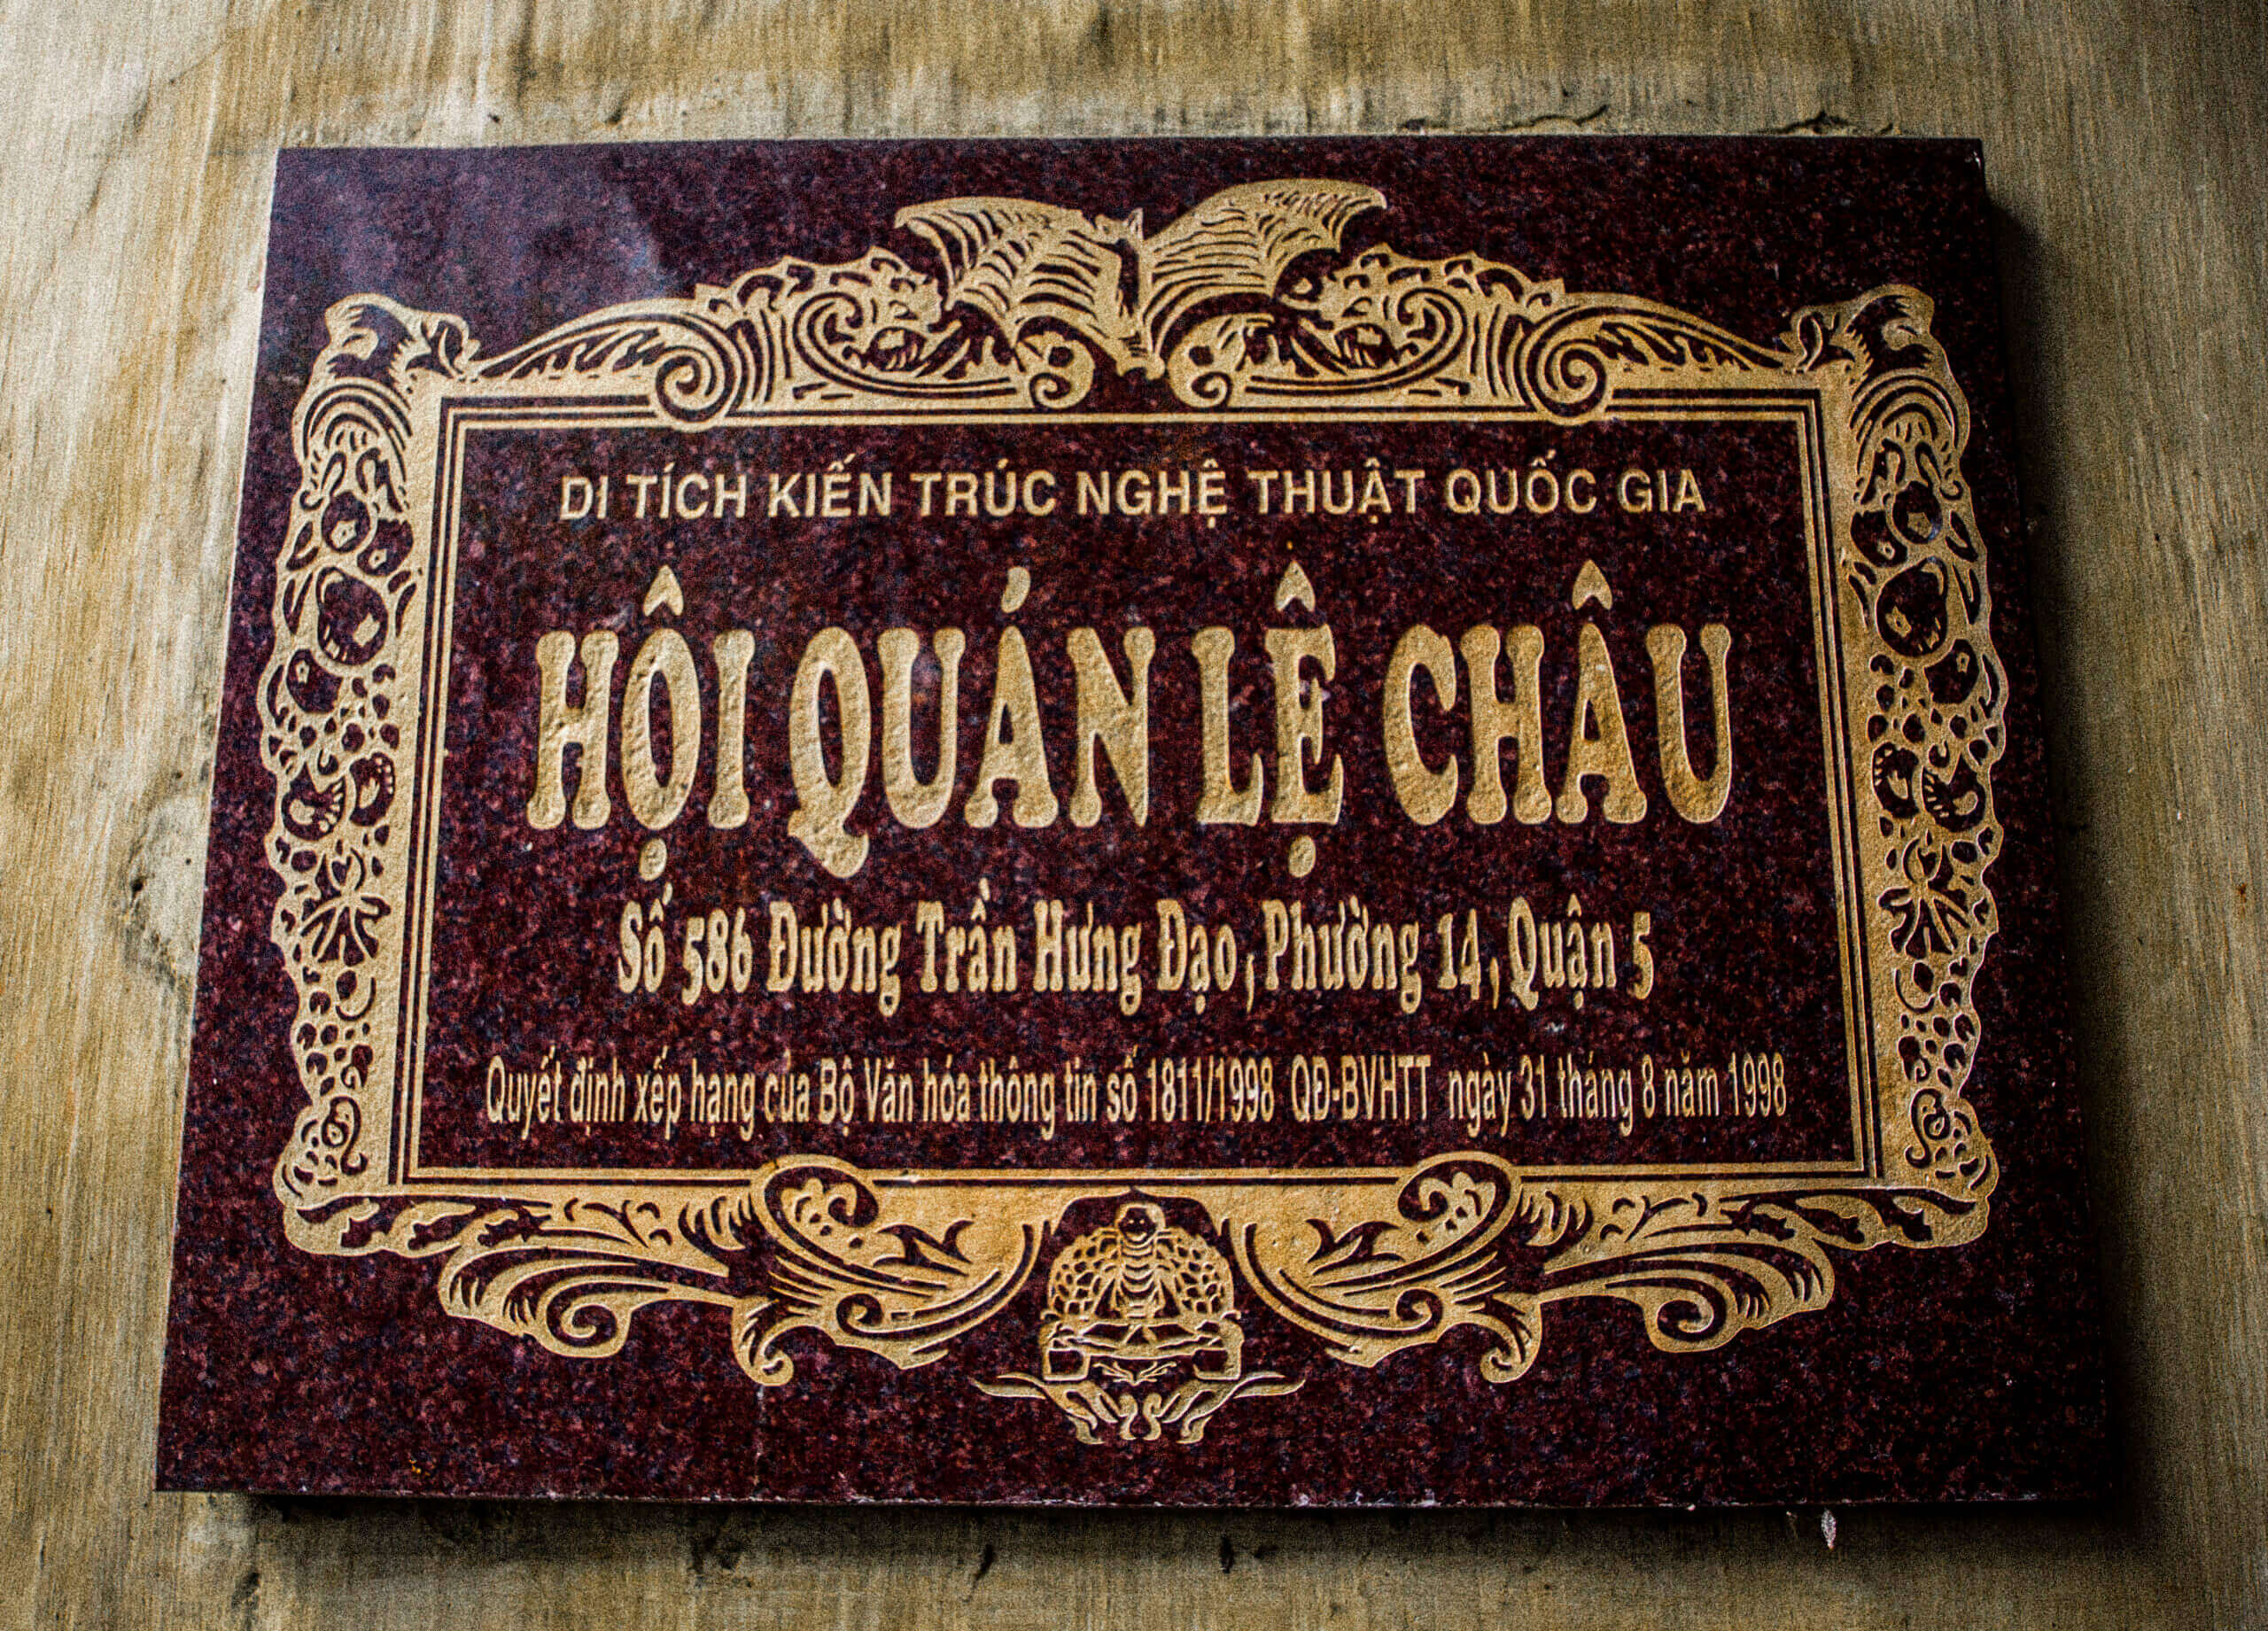 DI TÍCH KIẾN TRÚC NGHỆ THUẬT QUỐC GIA
HỘI QUÁN LỆ CHÂU
Số 586 Đường Trần Hưng Đạo, Phường 14, Quận 5
Quyết định xếp hạng của Bộ Văn hóa thông tin số 1811/1998 QĐ-BVHTT ngày 31 tháng 8 năm 1998